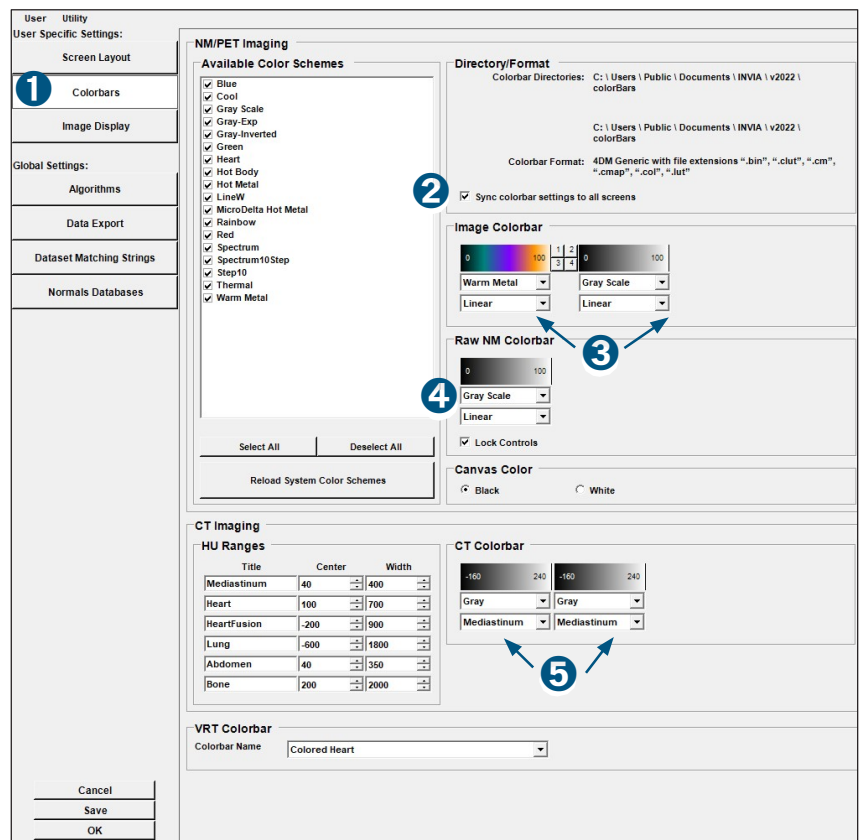 User Utility
User Specific Settings:
Screen Layout
1
Colorbars
Image Display
Global Settings:
Algorithms
Data Export
Dataset Matching Strings
Normals Databases
NM/PET Imaging
Available Color Schemes
Blue
Cool
Gray Scale
Gray-Exp
Gray-Inverted
Green
Heart
Hot Body
Hot Metal
LineW
MicroDelta Hot Metal
Rainbow
Red
Spectrum
Spectrum10Step
Step10
Thermal
Warm Metal
Select All Deselect All
Reload System Color Schemes
Directory/Format
Colorbar Directories: C: \ Users \ Public \ Documents \ INVIA \ v2022 \
colorBars
C: \ Users \ Public \ Documents \ INVIA \ v2022 \
colorBars
Colorbar Format: 4DM Generic with file extensions “.bin”, “.clut”, “.cm”,
“.cmap”, “.col”, “.lut”
2
Sync colorbar settings to all screens
Image Colorbar
0 100 1 2 0 100
3 4
Warm Metal Gray Scale
Linear Linear
3
Raw NM Colorbar
0 100
4
Gray Scale
Linear
Lock Controls
Canvas Color
Black White
CT Imaging
HU Ranges
Title Center Width
Mediastinum 40 400
Heart 100 700
HeartFusion -200 900
Lung -600 1800
Abdomen 40 350
Bone 200 2000
CT Colorbar
-160 240 -160 240
Gray Gray
Mediastinum Mediastinum
5
VRT Colorbar
Colorbar Name Colored Heart
Cancel
Save
OK